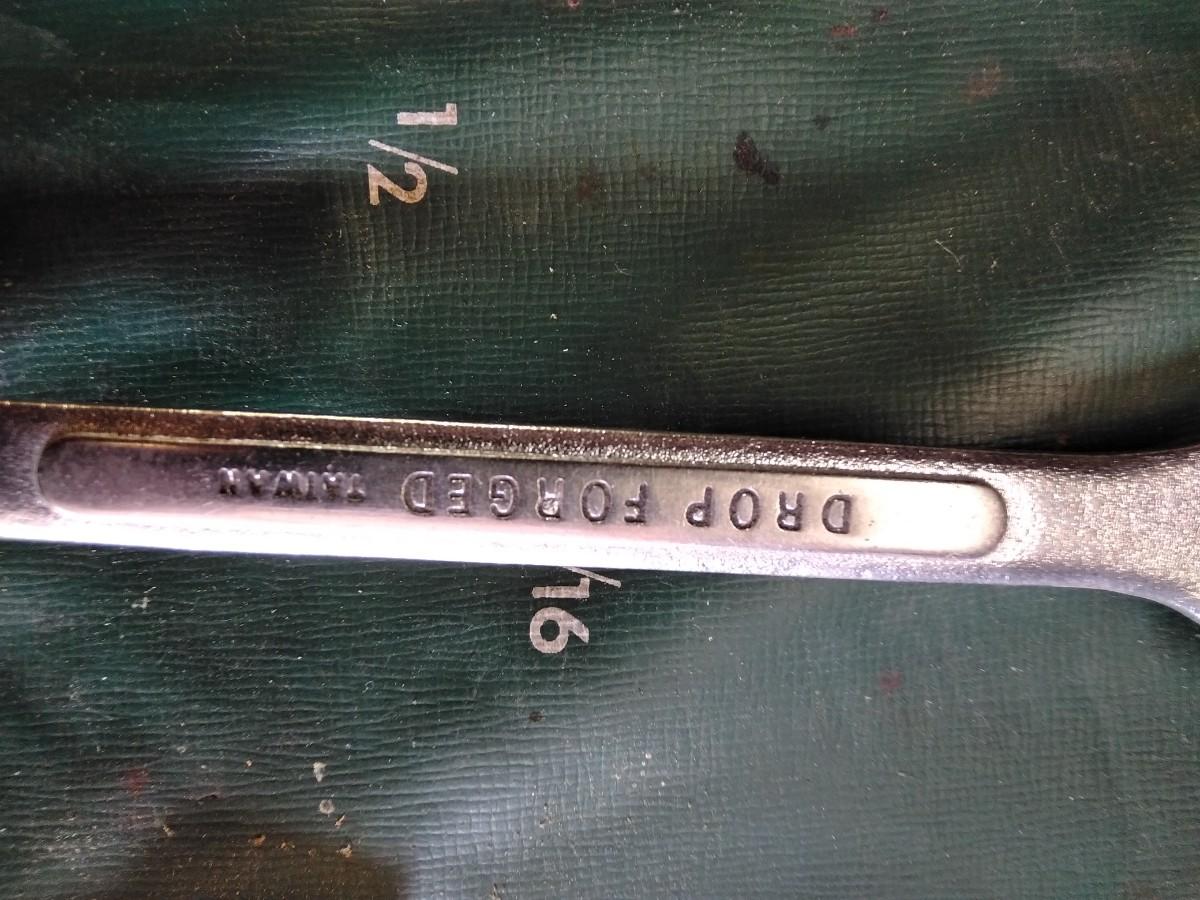 1/2
DROP FORGED TAIWAN
/16